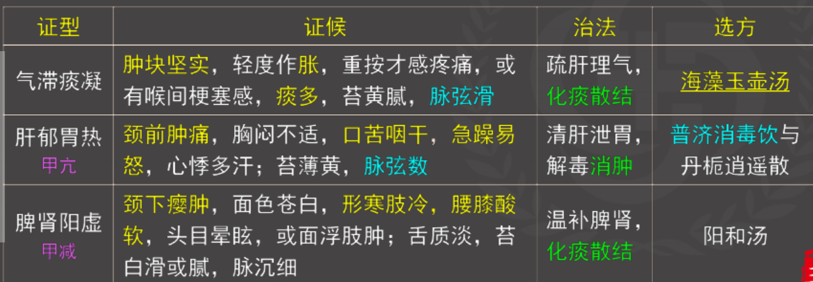 证型 证候 治法 选方
气滞痰凝 肿块坚实，轻度作胀，重按才感疼痛，或 疏肝理气， 海藻玉壶汤
有喉间梗塞感，痰多，苔黄腻，脉弦滑 化痰散结
肝郁胃热 颈前肿痛，胸闷不适，口苦咽干，急躁易 清肝泄胃， 普济消毒饮与
甲亢 怒，心悸多汗；苔薄黄，脉弦数 解毒消肿 丹栀逍遥散
脾肾阳虚 颈下瘿肿，面色苍白，形寒肢冷，腰膝酸 温补脾肾， 阳和汤
甲减 软，头目晕眩，或面浮肢肿；舌质淡，苔 化痰散结
白滑或腻，脉沉细